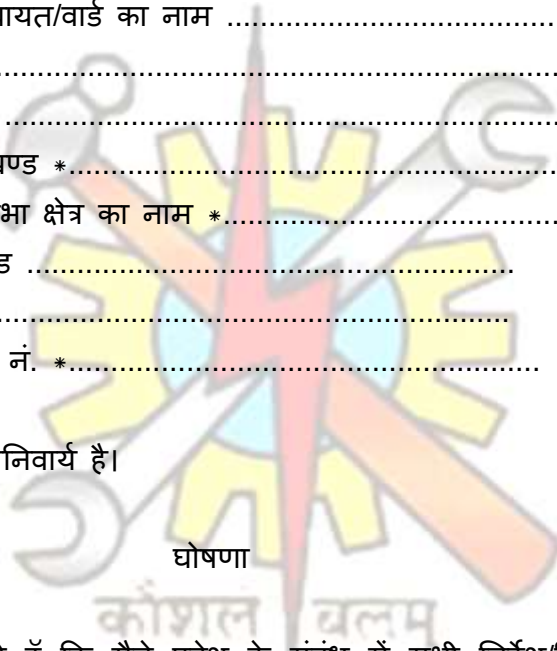 ायत/वार्ड का नाम ........................................
........................................................
........................................................
ण्ड *....................................................
भा क्षेत्र का नाम *....................................
ड ..................................................
..................................................
नं. *................................................
निवार्य है।
घोषणा
कौशल बलम्